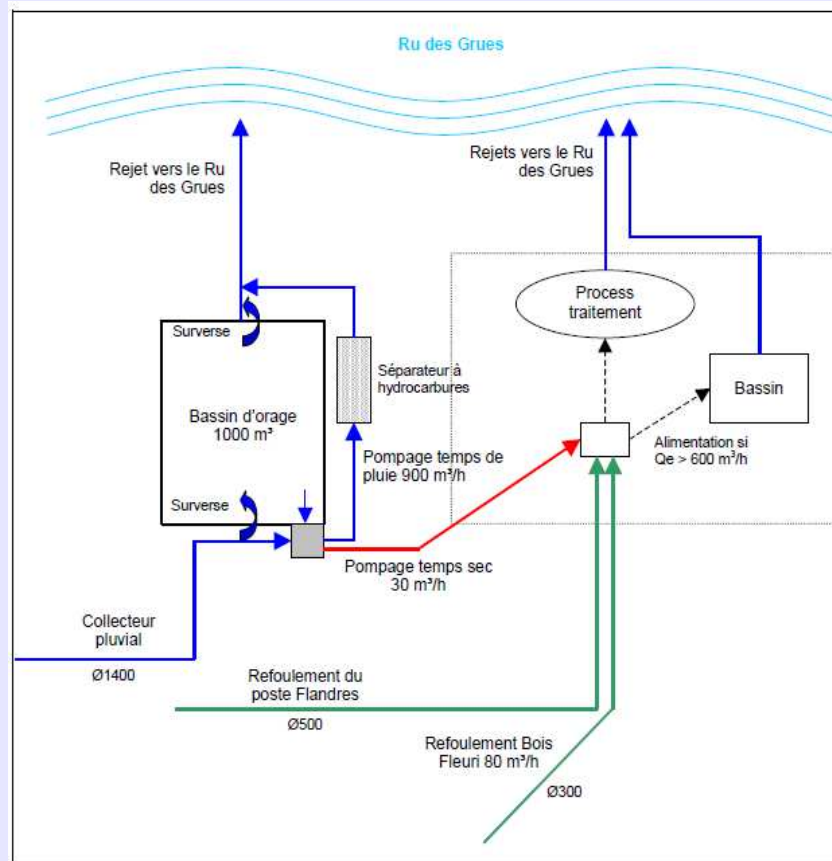 Ru des Grues
Rejet vers le Ru
des Grues
Rejets vers le Ru
des Grues
Process
traitement
Surverse
Séparateur à
hydrocarbures
Bassin
Bassin d'orage
1000 m³
Alimentation si
Qe > 600 m³/h
Pompage temps de
pluie 900 m³/h
Surverse
Pompage temps sec
30 m³/h
Collecteur
pluvial
Ø1400
Refoulement du
poste Flandres
Ø500
Refoulement Bois
Fleuri 80 m³/h
Ø300